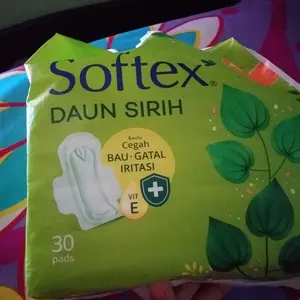 Softex®
DAUN SIRIH
Bantu
Cegah
BAU · GATAL
IRITASI
VIT
E
30
pads